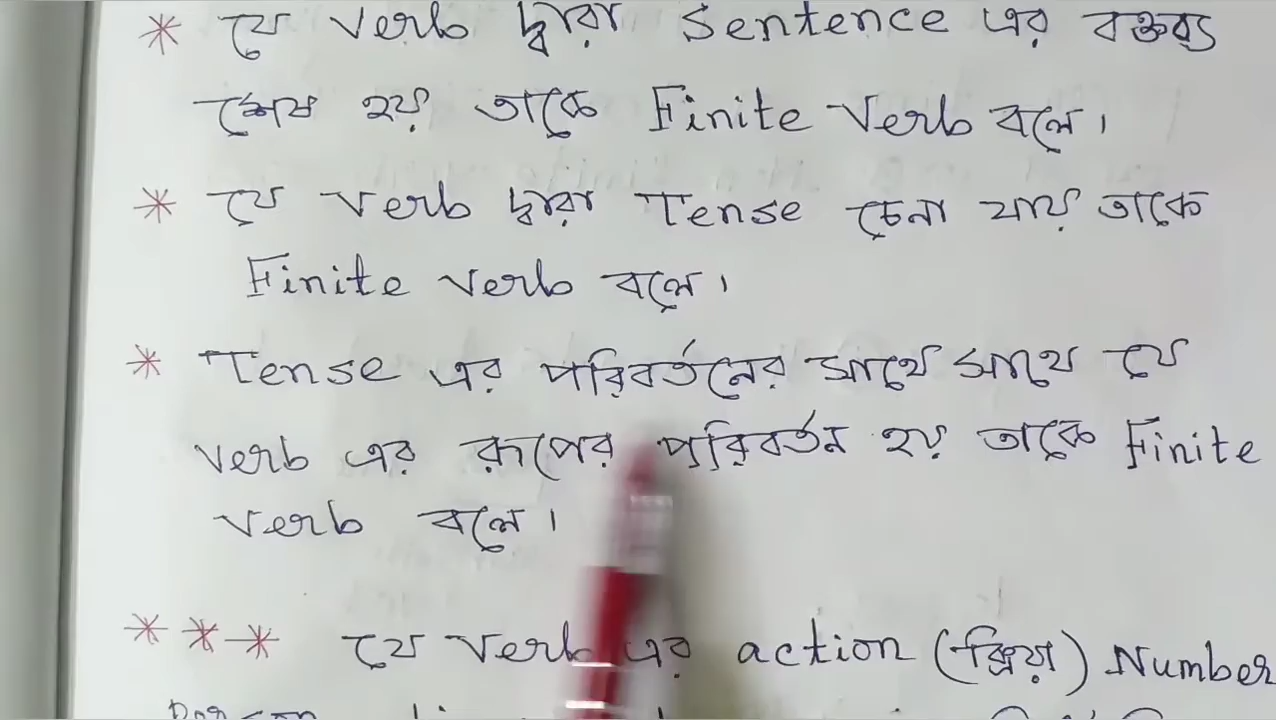 * যে Verb দ্বারা Sentence এর বক্তব্য
শেষ হয় তাকে Finite Verb বলে।
* যে Verb দ্বারা Tense চেনা যায় তাকে
Finite Verb বলে।
* Tense এর পরিবর্তনের সাথে সাথে যে
Verb এর রূপের পরিবর্তন হয় তাকে Finite
Verb বলে।
*** যে Verb এর action (ক্রিয়া) Number